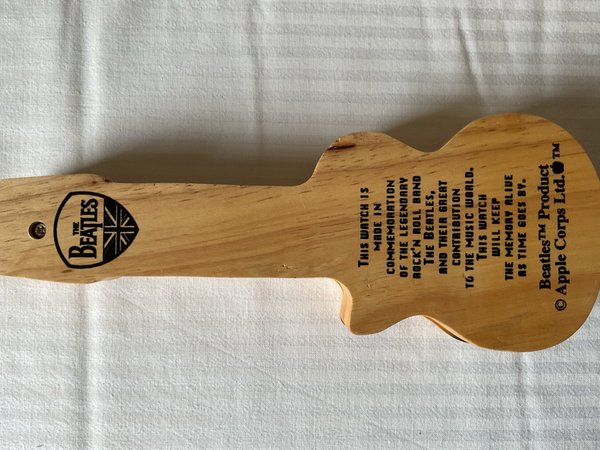 THE
BEATLES
THIS WATCH IS
MADE IN
COMMEMORATION
OF THE LEGENDARY
ROCK'N ROLL BAND
THE BEATLES,
AND THEIR GREAT
CONTRIBUTION
TO THE MUSIC WORLD.
THIS WATCH
WILL KEEP
THE MEMORY ALIVE
AS TIME GOES BY.
Beatles™ Product
© Apple Corps Ltd. ™